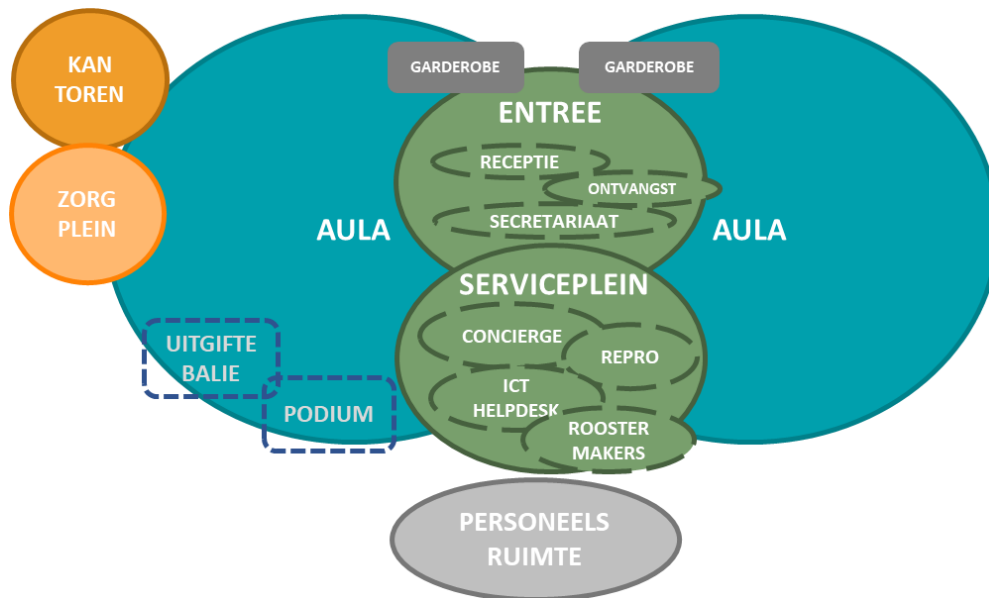 KAN
TOREN
GARDEROBE
GARDEROBE
ENTREE
RECEPTIE
ONTVANGST
ZORG
PLEIN
SECRETARIAAT
AULA
AULA
SERVICEPLEIN
CONCIERGE
REPRO
UITGIFTE
BALIE
ICT
HELPDESK
PODIUM
ROOSTER
MAKERS
PERSONEELS
RUIMTE